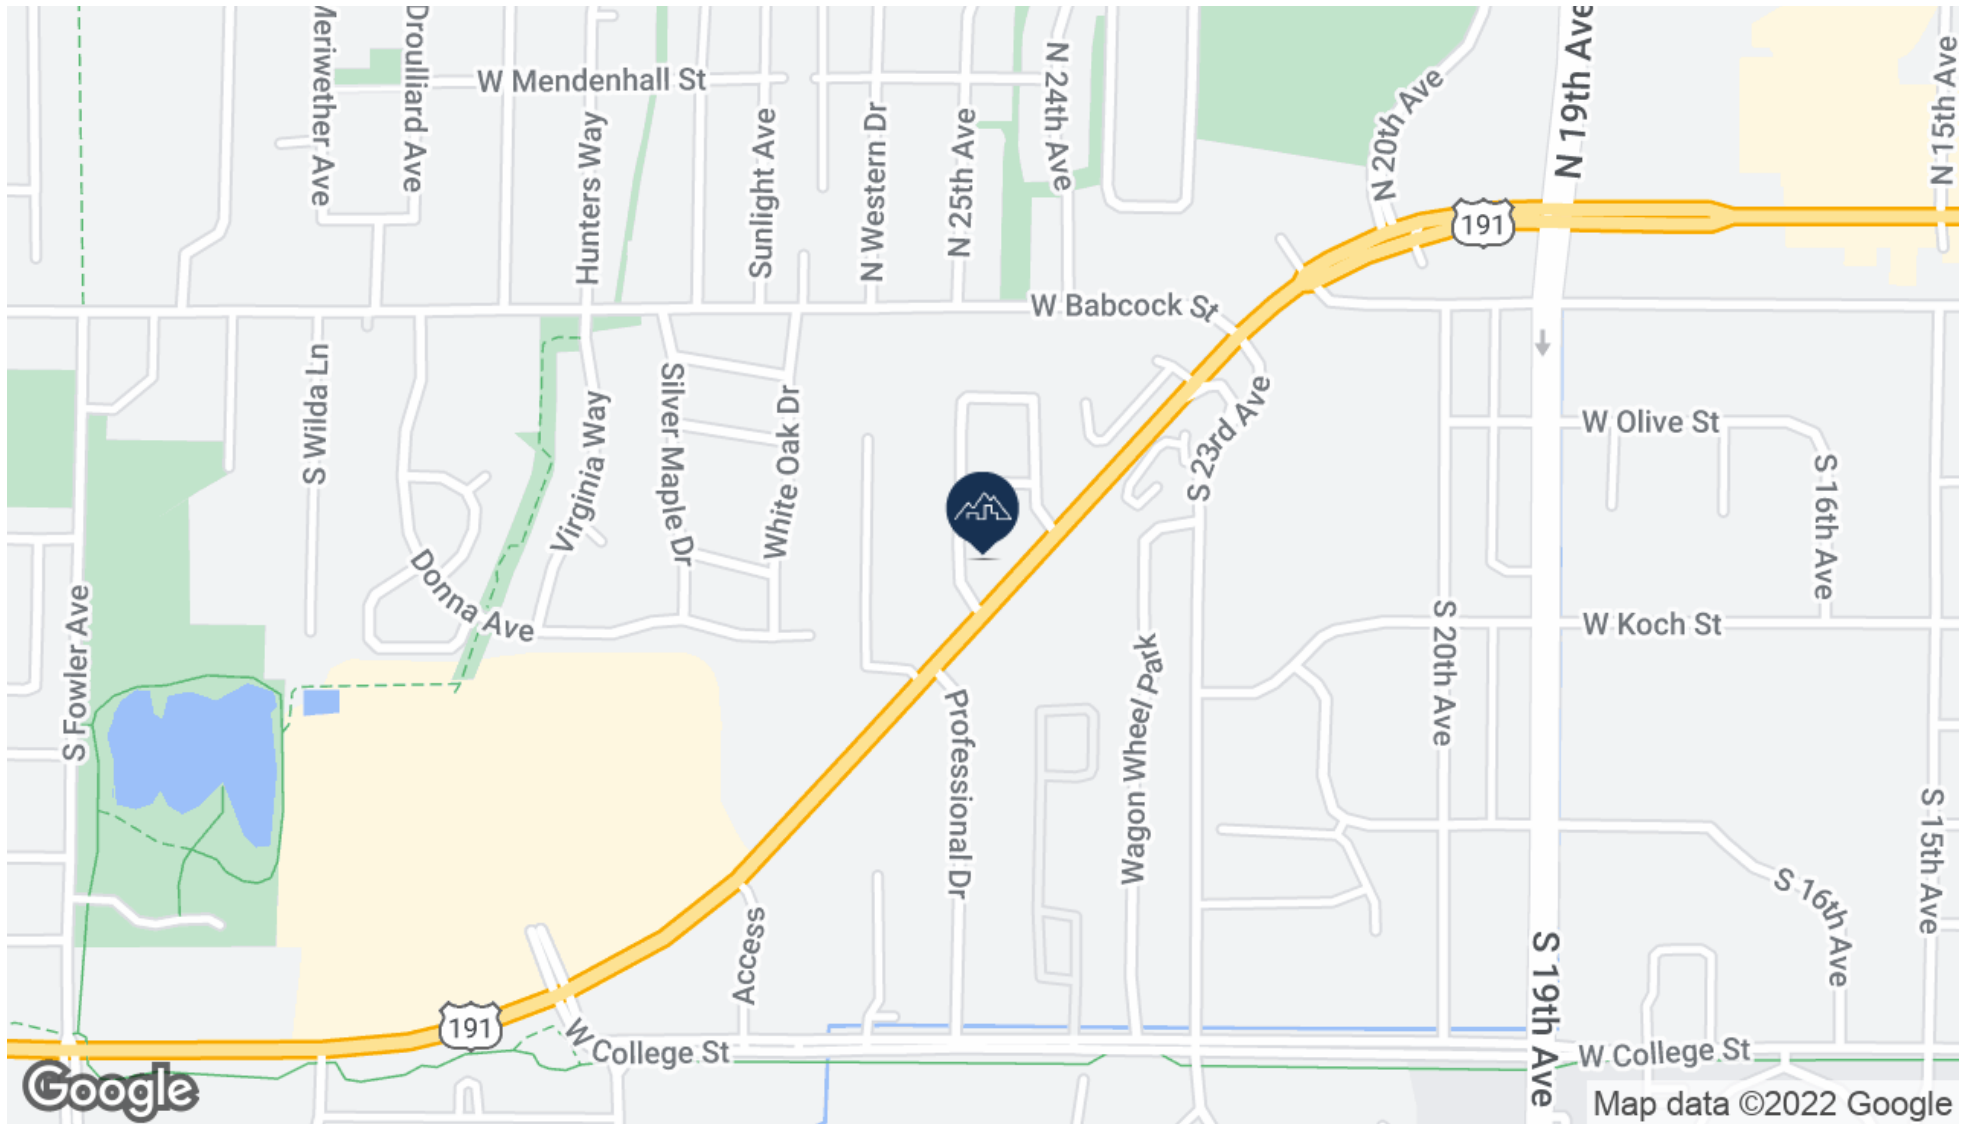 Meriwether Ave
Droulliard Ave
W Mendenhall St
Hunters Way
Sunlight Ave
N Western Dr
N 25th Ave
N 24th Ave
N 20th Ave
N 19th Ave
N 15th Ave
191
W Babcock St
S Wilda Ln
Virginia Way
Silver Maple Dr
White Oak Dr
S 23rd Ave
W Olive St
S 16th Ave
Donna Ave
S Fowler Ave
W Koch St
S 20th Ave
Wagon Wheel Park
Professional Dr
S 15th Ave
S 16th Ave
Access
S 19th Ave
191
W College St
W College St
Google
Map data ©2022 Google